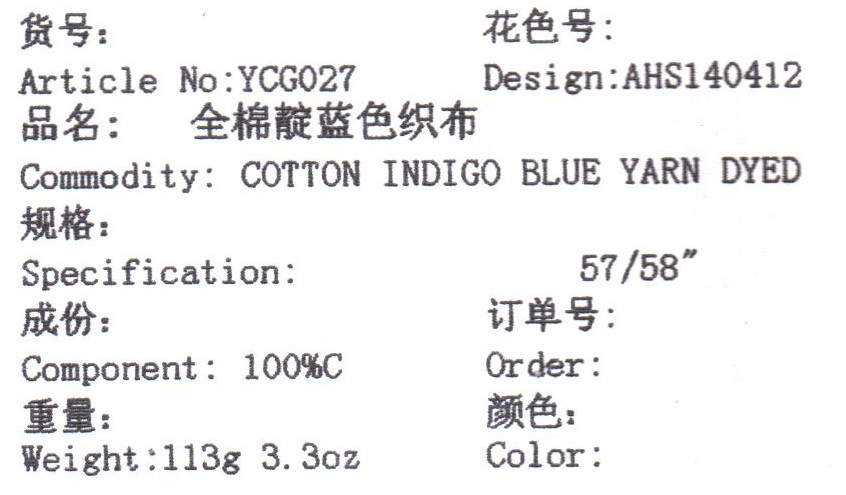 货号: 花色号:
Article No:YCG027 Design:AHS140412
品名: 全棉靛蓝色织布
Commodity: COTTON INDIGO BLUE YARN DYED
规格:
Specification: 57/58"
成份: 订单号:
Component: 100%C Order:
重量: 颜色:
Weight:113g 3.3oz Color: